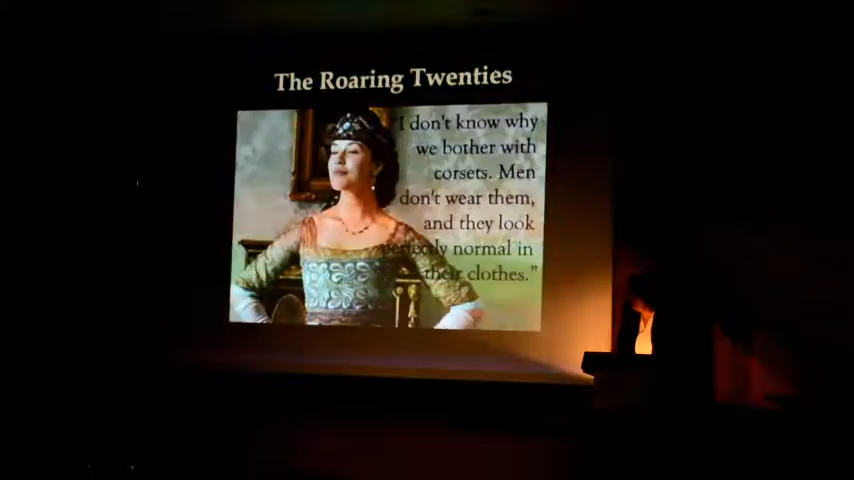 The Roaring Twenties
"I don't know why
we bother with
corsets. Men
don't wear them,
and they look
perfectly normal in
their clothes."